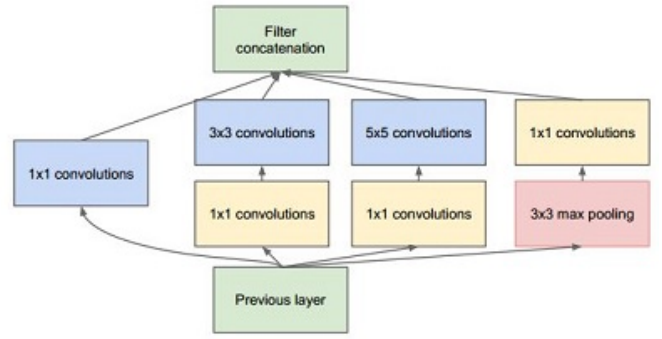 Filter
concatenation
3x3 convolutions
5x5 convolutions
1x1 convolutions
1x1 convolutions
1x1 convolutions
1x1 convolutions
3x3 max pooling
Previous layer